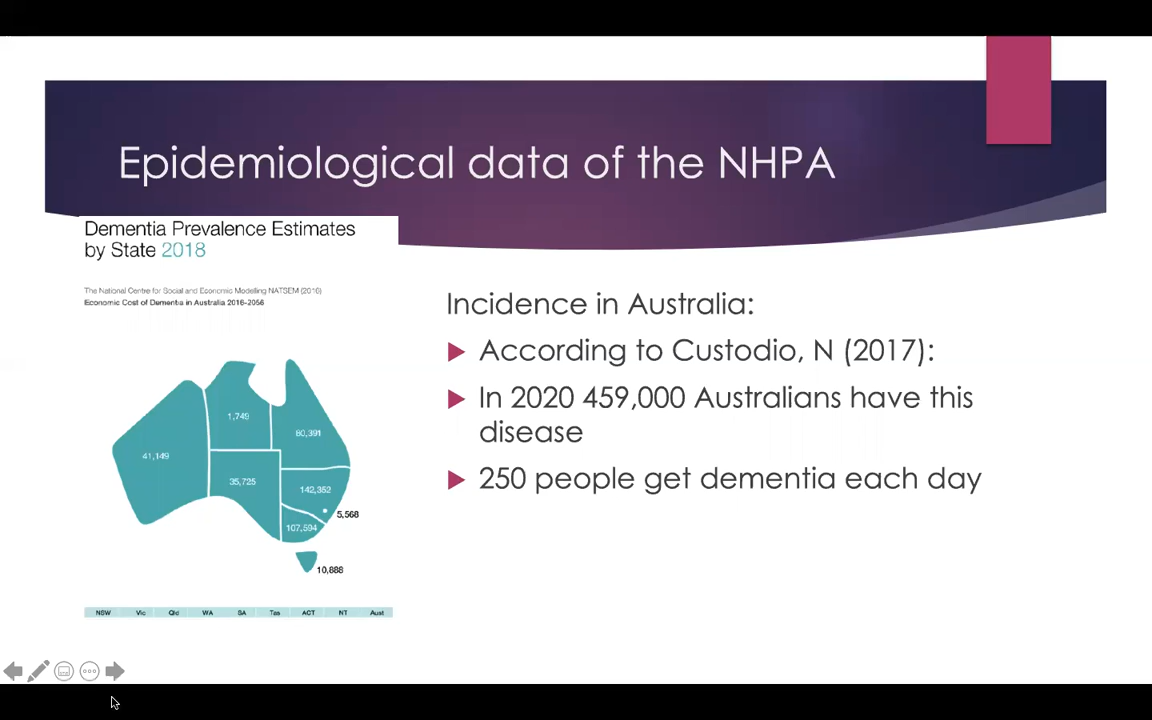 Epidemiological data of the NHPA
Dementia Prevalence Estimates
by State 2018
The National Centre for Social and Economic Modelling NATSEM (2016)
Economic Cost of Dementia in Australia 2016-2056
Incidence in Australia:
According to Custodio, N (2017):
In 2020 459,000 Australians have this
disease
250 people get dementia each day
1,749
60,391
41,149
35,725
142,352
5,568
107,594
10,888
NSW Vic Qld WA SA Tas ACT NT Aust